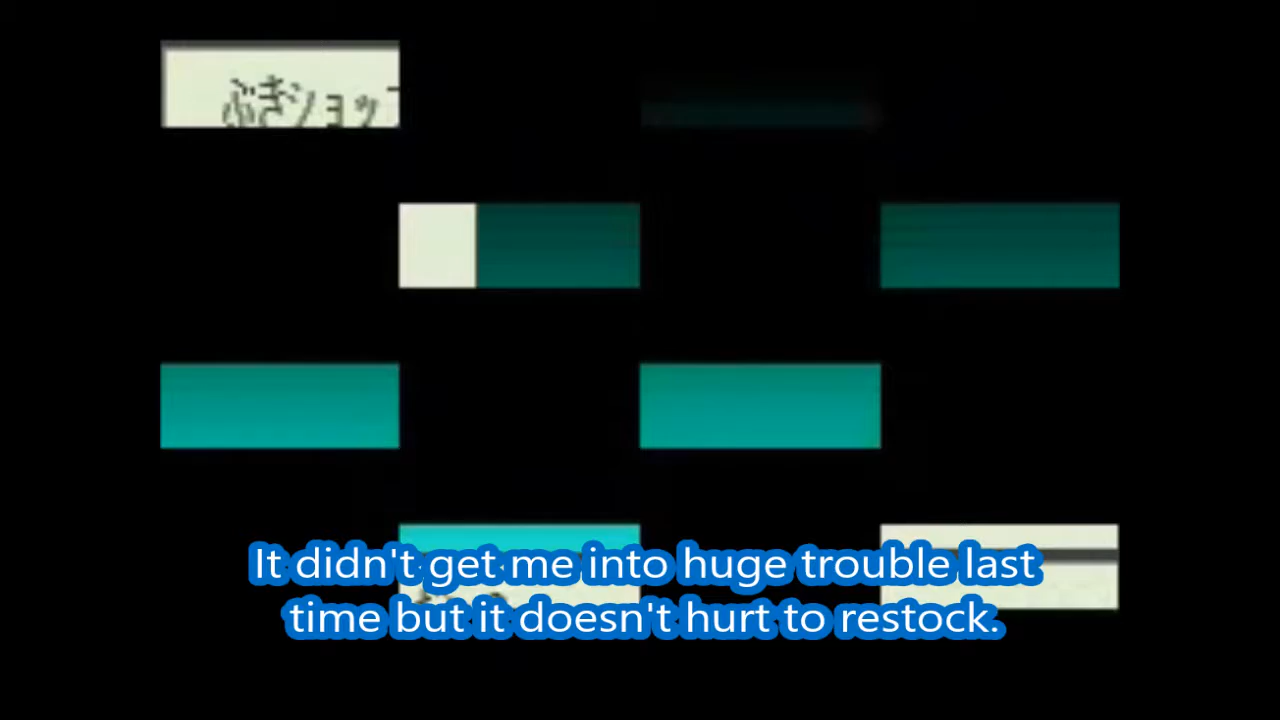 ぶきショッ
It didn't get me into huge trouble last
time but it doesn't hurt to restock.